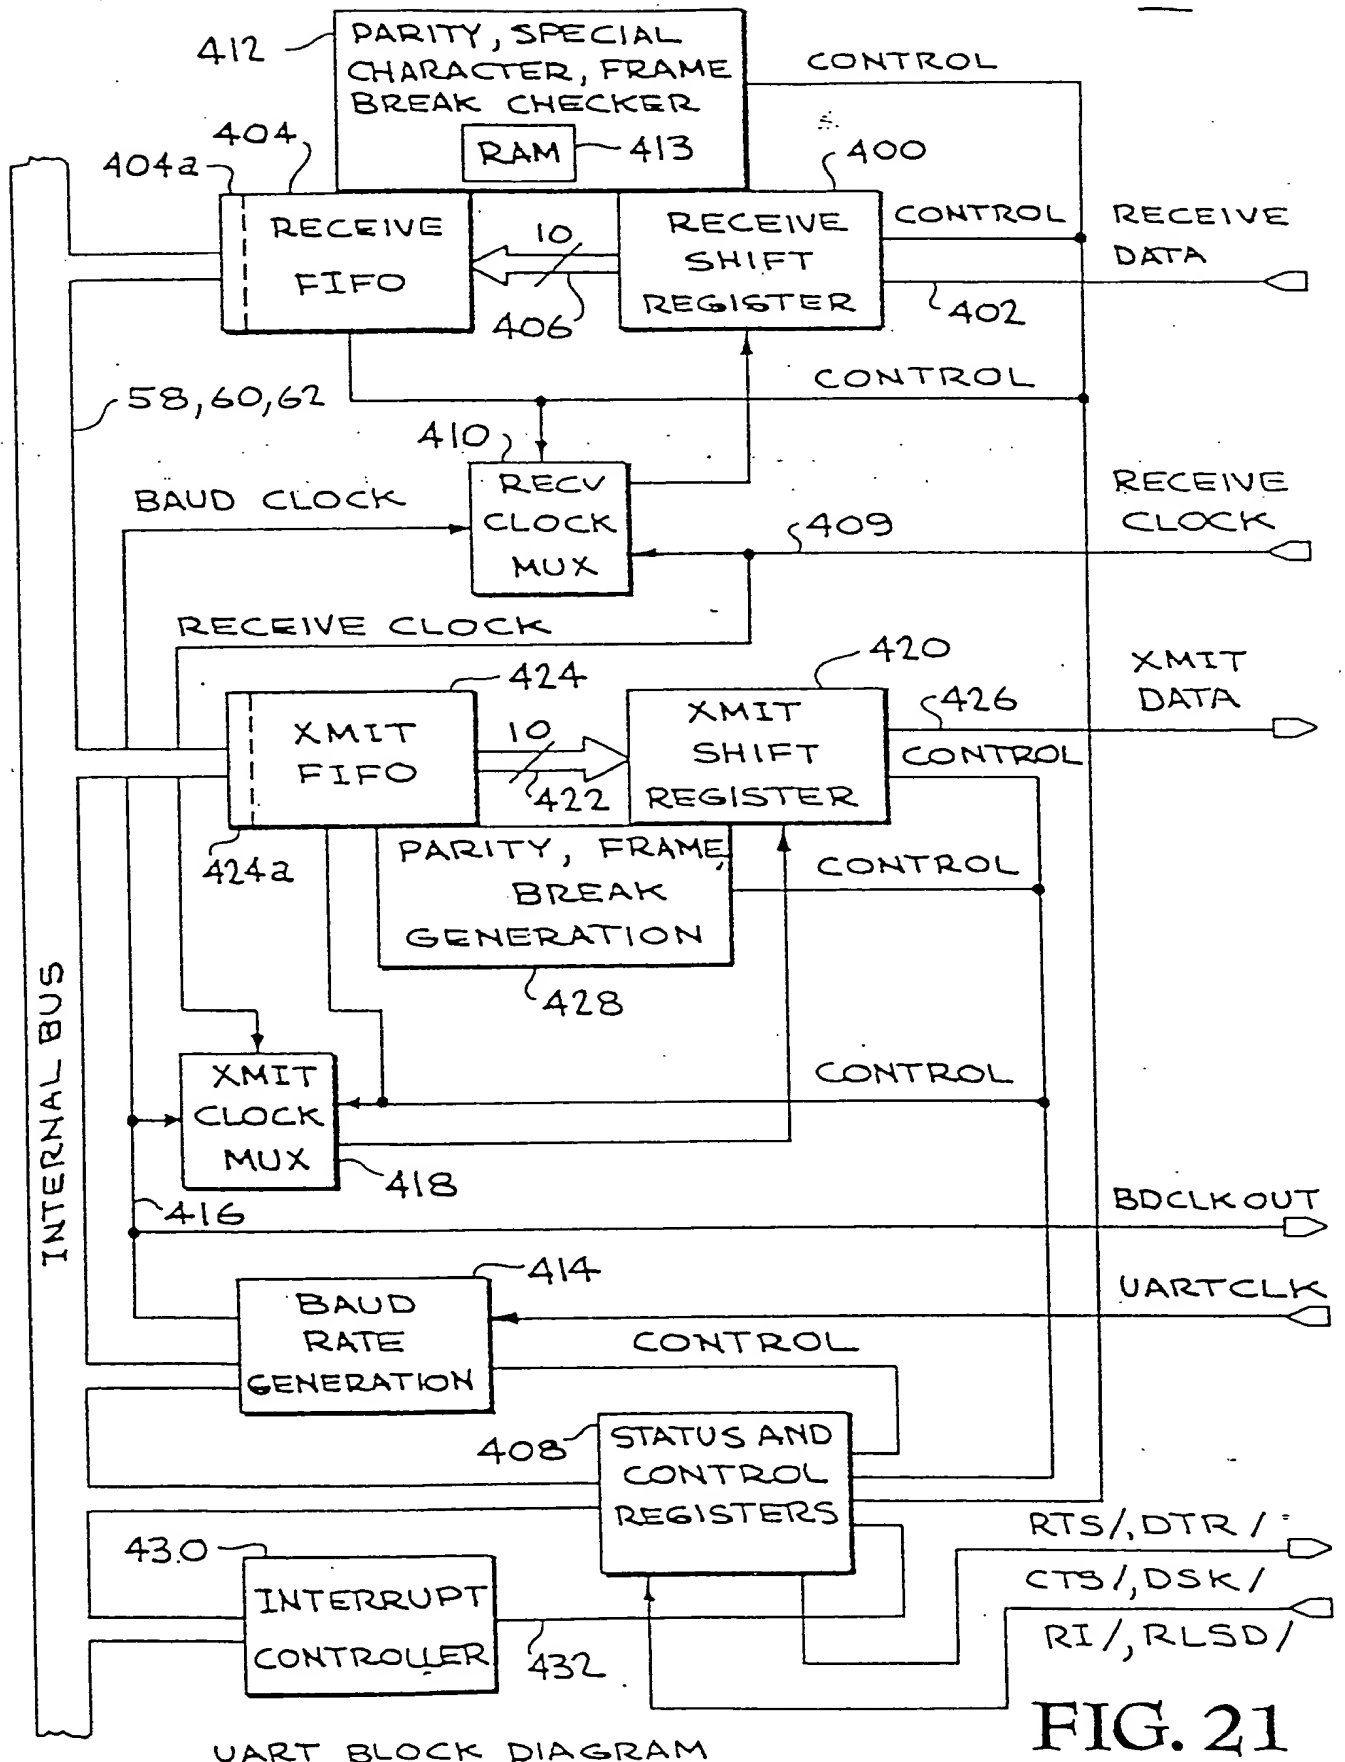 412
PARITY, SPECIAL
CHARACTER, FRAME
BREAK CHECKER
RAM
413
CONTROL
404
404a
400
RECEIVE
FIFO
10
406
RECEIVE
SHIFT
REGISTER
CONTROL
RECEIVE
DATA
402
58,60,62
CONTROL
410
BAUD CLOCK
RECV
CLOCK
MUX
409
RECEIVE
CLOCK
RECEIVE CLOCK
424
420
XMIT
DATA
XMIT
FIFO
10
422
XMIT
SHIFT
REGISTER
426
CONTROL
424a
PARITY, FRAME,
BREAK
GENERATION
CONTROL
428
INTERNAL BUS
XMIT
CLOCK
MUX
CONTROL
418
416
BDCLKOUT
414
BAUD
RATE
GENERATION
UARTCLK
CONTROL
408
STATUS AND
CONTROL
REGISTERS
430
INTERRUPT
CONTROLLER
432
RTS/,DTR/
CTS/,DSK/
RI/,RLSD/
UART BLOCK DIAGRAM
FIG. 21